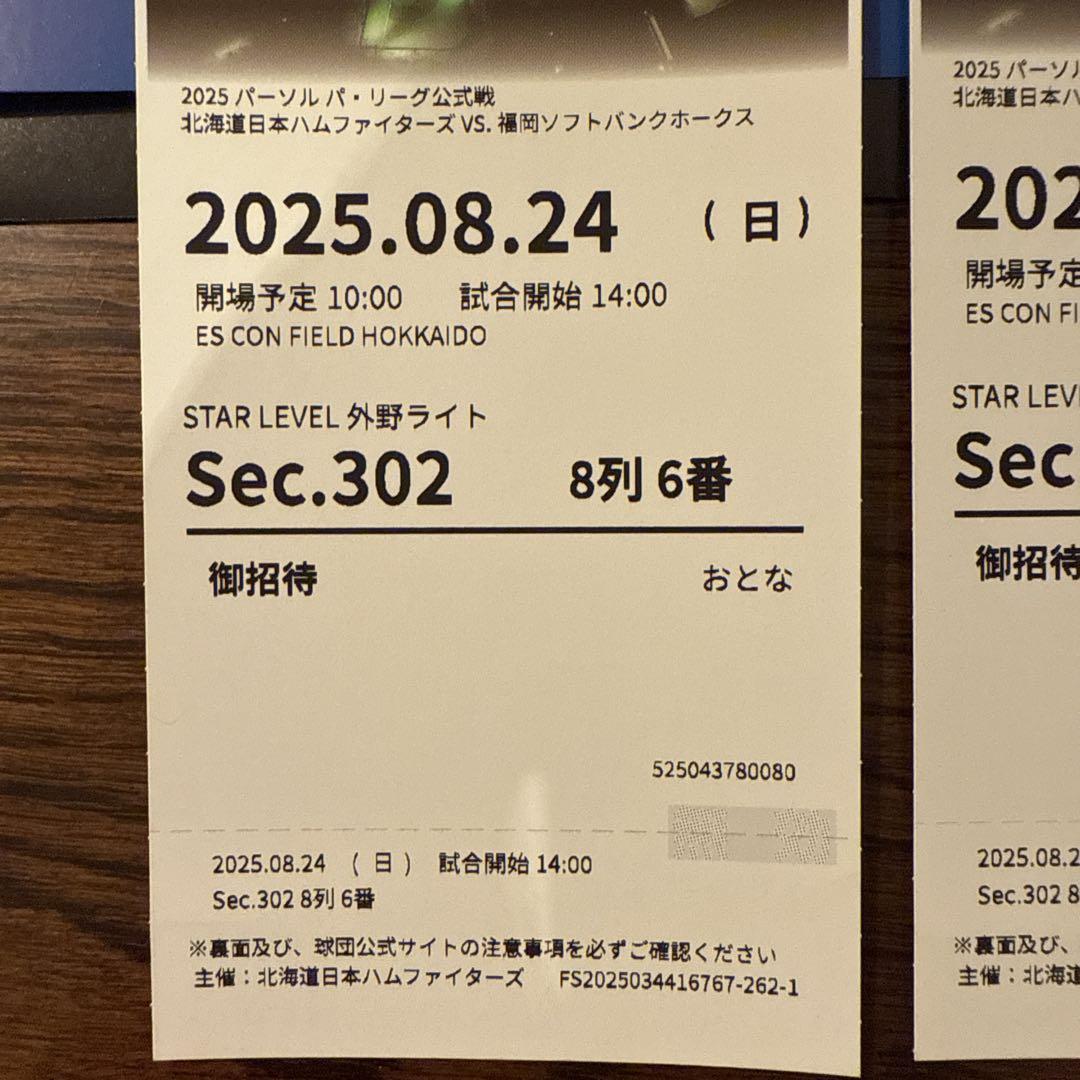 2025 パーソル パ・リーグ公式戦
北海道日本ハムファイターズ VS. 福岡ソフトバンクホークス
2025.08.24 (日)
開場予定 10:00 試合開始 14:00
ES CON FIELD HOKKAIDO
STAR LEVEL 外野ライト
Sec.302 8列 6番
御招待 おとな
525043780080
2025.08.24 (日) 試合開始 14:00
Sec.302 8列 6番
※裏面及び、球団公式サイトの注意事項を必ずご確認ください
主催:北海道日本ハムファイターズ FS2025034416767-262-1
2025 パーソル
北海道日本ハ
202
開場予定
ES CON FI
STAR LEV
Sec
御招待
2025.08.2
Sec.302 8
※裏面及び、
主催:北海道